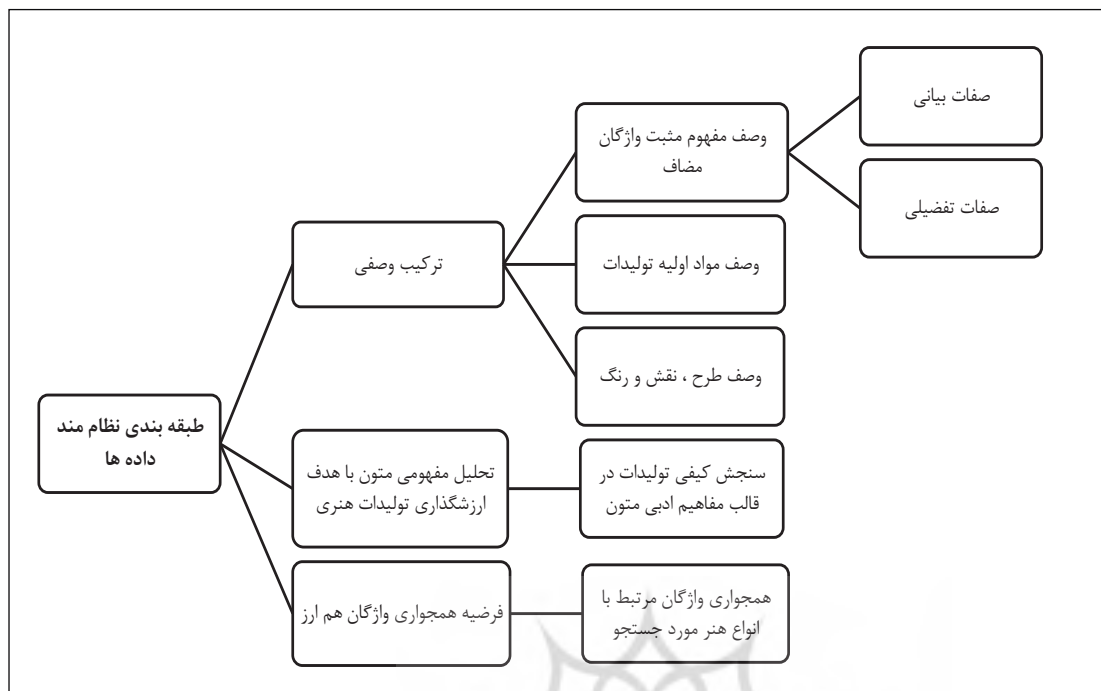 طبقه بندی نظام مند
داده ها
ترکیب وصفی
وصف مفهوم مثبت واژگان
مضاف
صفات بیانی
صفات تفضیلی
وصف مواد اولیه تولیدات
وصف طرح ، نقش و رنگ
تحلیل مفهومی متون با هدف
ارزشگذاری تولیدات هنری
سنجش کیفی تولیدات در
قالب مفاهیم ادبی متون
فرضیه همجواری واژگان هم ارز
همجواری واژگان مرتبط با
انواع هنر مورد جستجو